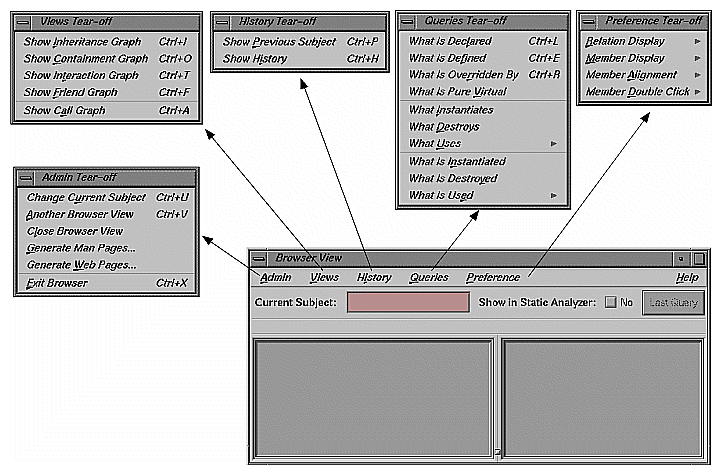 Views Tear-off
Show Inheritance Graph Ctrl+I
Show Containment Graph Ctrl+O
Show Interaction Graph Ctrl+T
Show Friend Graph Ctrl+F
Show Call Graph Ctrl+A
History Tear-off
Show Previous Subject Ctrl+P
Show History Ctrl+H
Queries Tear-off
What Is Declared Ctrl+L
What Is Defined Ctrl+E
What Is Overridden By Ctrl+R
What Is Pure Virtual
What Instantiates
What Destroys
What Uses
What Is Instantiated
What Is Destroyed
What Is Used
Preference Tear-off
Relation Display
Member Display
Member Alignment
Member Double Click
Admin Tear-off
Change Current Subject Ctrl+U
Another Browser View Ctrl+V
Close Browser View
Generate Man Pages...
Generate Web Pages...
Exit Browser Ctrl+X
Browser View
Admin Views History Queries Preference Help
Current Subject: Show in Static Analyzer: No Last Query